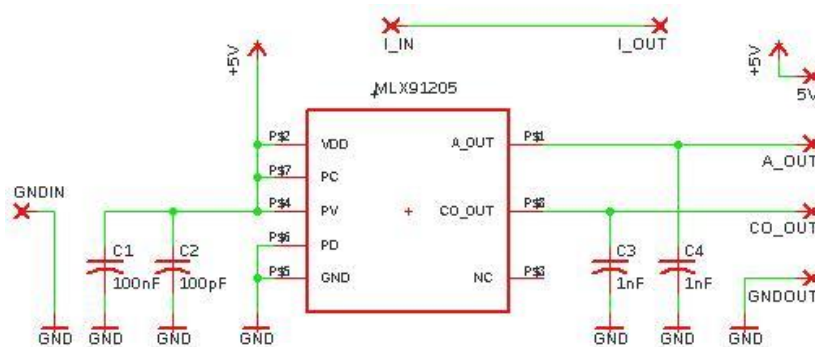 I_IN
I_OUT
+5V
+5V
MLX91205
5V
P$2
VDD
A_OUT
P$1
A_OUT
P$7
PC
GNDIN
P$4
PV
CO_OUT
P$8
CO_OUT
P$6
PD
C1
C2
C3
C4
P$5
GND
NC
P$3
100nF
100pF
1nF
1nF
GNDOUT
GND
GND
GND
GND
GND
GND
GND